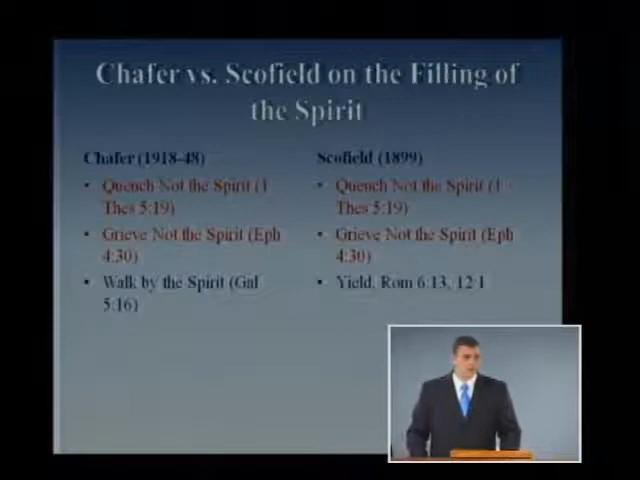 Chafer vs. Scofield on the Filling of
the Spirit
Chafer (1918-48)
• Quench Not the Spirit (1
Thes 5:19)
• Grieve Not the Spirit (Eph
4:30)
• Walk by the Spirit (Gal
5:16)
Scofield (1899)
• Quench Not the Spirit (1
Thes 5:19)
• Grieve Not the Spirit (Eph
4:30)
• Yield, Rom 6:13, 12:1